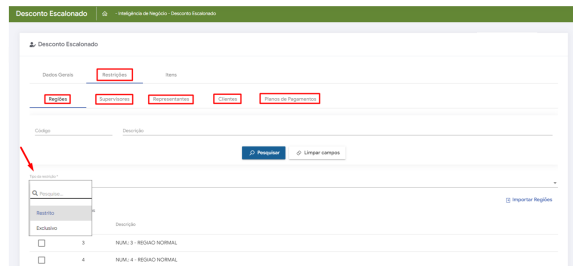 Desconto Escalonado - Inteligência de Negócio - Desconto Escalonado
Desconto Escalonado
Dados Gerais Restrições Itens
Regiões Supervisores Representantes Clientes Planos de Pagamentos
Código Descrição
Pesquisar Limpar campos
Pesquisar...
Importar Regiões
Restrito
Exclusivo
Descrição
3 NUM.: 3 - REGIAO NORMAL
4 NUM.: 4 - REGIAO NORMAL